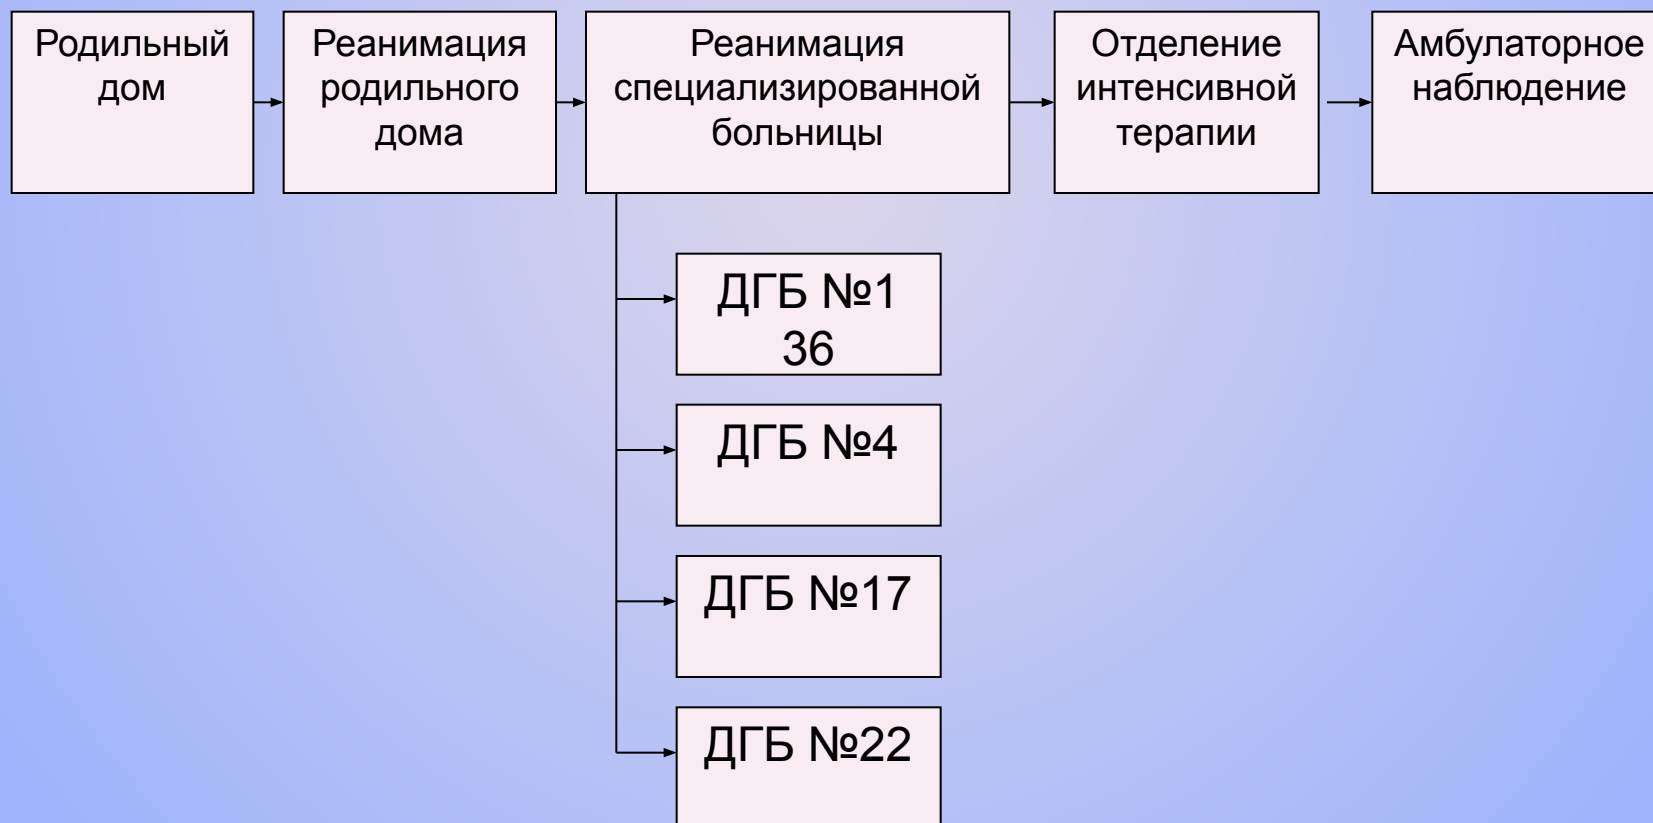 Родильный
дом
Реанимация
родильного
дома
Реанимация
специализированной
больницы
Отделение
интенсивной
терапии
Амбулаторное
наблюдение
ДГБ №1
36
ДГБ №4
ДГБ №17
ДГБ №22